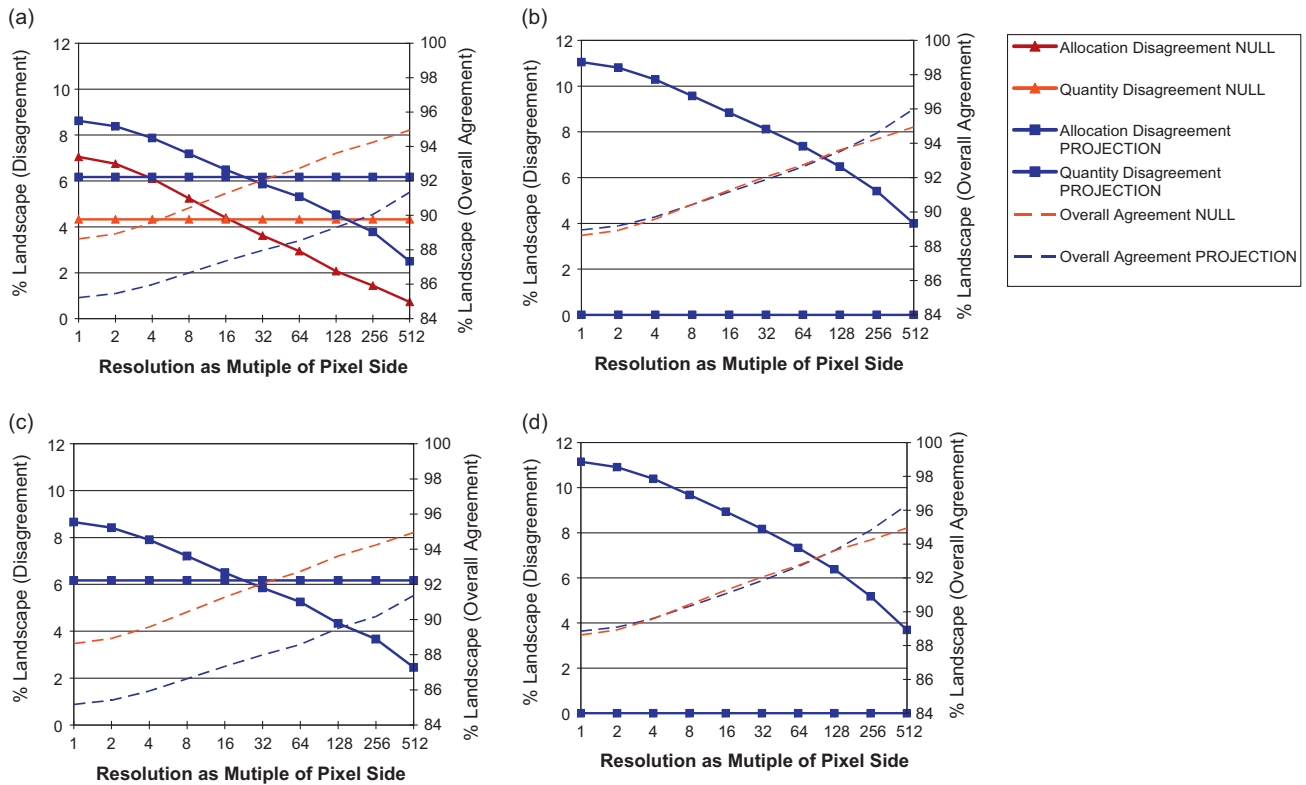 (a)
% Landscape (Disagreement)
12
10
8
6
4
2
0
100
98
96
94
92
90
88
86
84
% Landscape (Overall Agreement)
1 2 4 8 16 32 64 128 256 512
Resolution as Mutiple of Pixel Side
(b)
% Landscape (Disagreement)
12
10
8
6
4
2
0
100
98
96
94
92
90
88
86
84
% Landscape (Overall Agreement)
1 2 4 8 16 32 64 128 256 512
Resolution as Mutiple of Pixel Side
Allocation Disagreement NULL
Quantity Disagreement NULL
Allocation Disagreement
PROJECTION
Quantity Disagreement
PROJECTION
Overall Agreement NULL
Overall Agreement PROJECTION
(c)
% Landscape (Disagreement)
12
10
8
6
4
2
0
100
98
96
94
92
90
88
86
84
% Landscape (Overall Agreement)
1 2 4 8 16 32 64 128 256 512
Resolution as Mutiple of Pixel Side
(d)
% Landscape (Disagreement)
12
10
8
6
4
2
0
100
98
96
94
92
90
88
86
84
% Landscape (Overall Agreement)
1 2 4 8 16 32 64 128 256 512
Resolution as Mutiple of Pixel Side